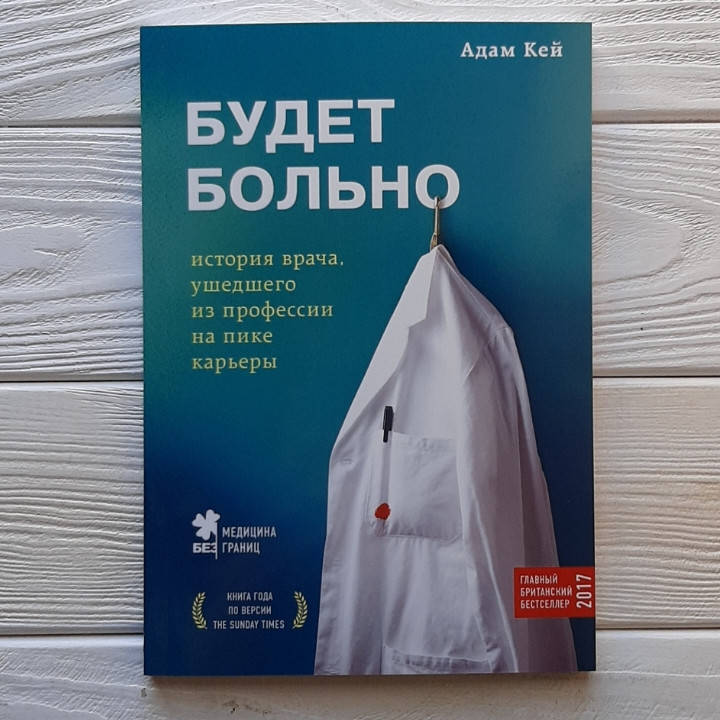 Адам Кей
БУДЕТ
БОЛЬНО
история врача,
ушедшего
из профессии
на пике
карьеры
МЕДИЦИНА
БЕЗ ГРАНИЦ
КНИГА ГОДА
ПО ВЕРСИИ
THE SUNDAY TIMES
ГЛАВНЫЙ
БРИТАНСКИЙ
БЕСТСЕЛЛЕР
2017